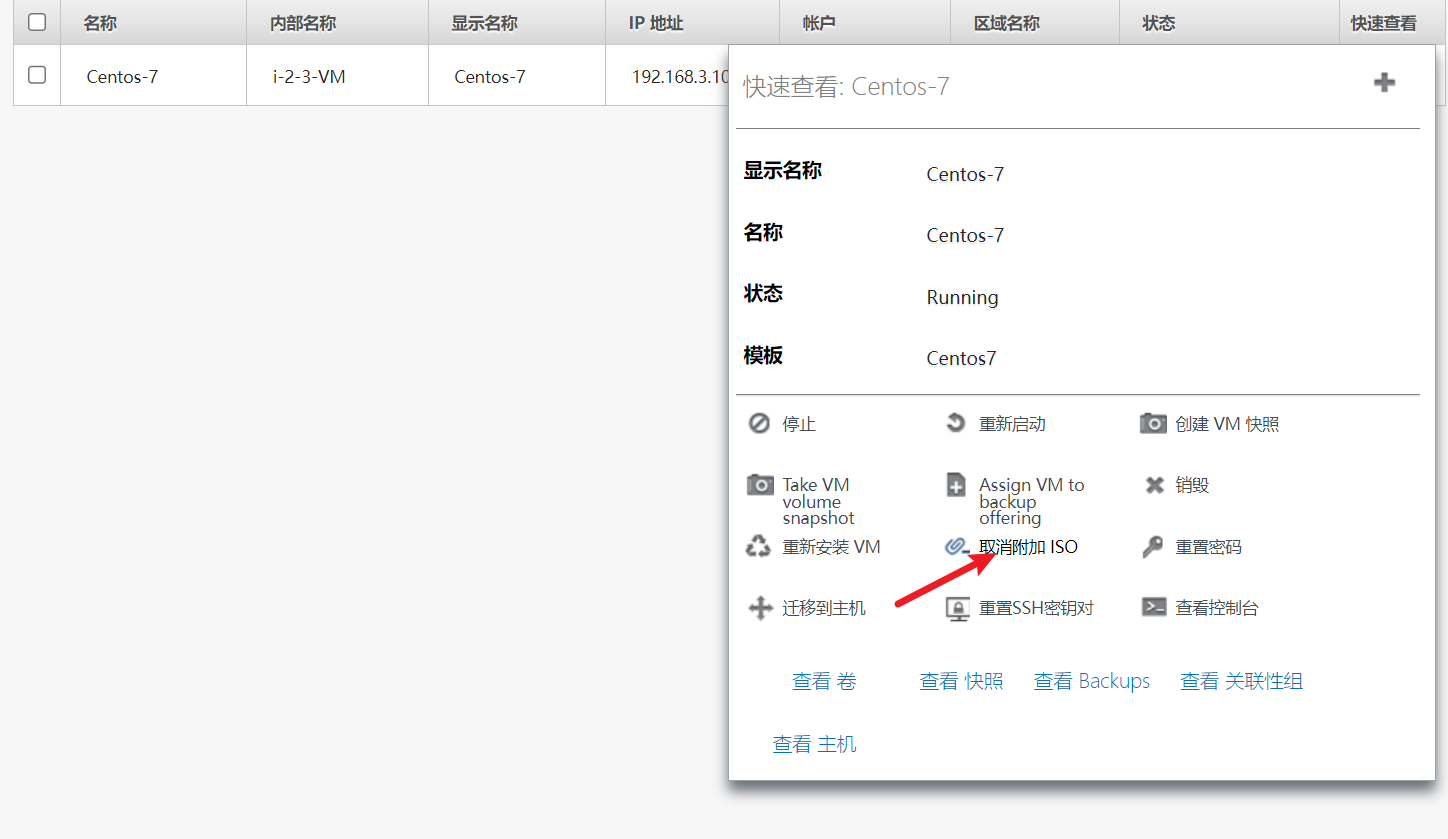 名称 内部名称 显示名称 IP 地址 帐户 区域名称 状态 快速查看
Centos-7 i-2-3-VM Centos-7 192.168.3.10
快速查看: Centos-7
显示名称 Centos-7
名称 Centos-7
状态 Running
模板 Centos7
停止 重新启动 创建 VM 快照
Take VM volume snapshot
Assign VM to backup offering
销毁
重新安装 VM 取消附加 ISO 重置密码
迁移到主机 重置SSH密钥对 查看控制台
查看 卷 查看 快照 查看 Backups 查看 关联性组
查看 主机